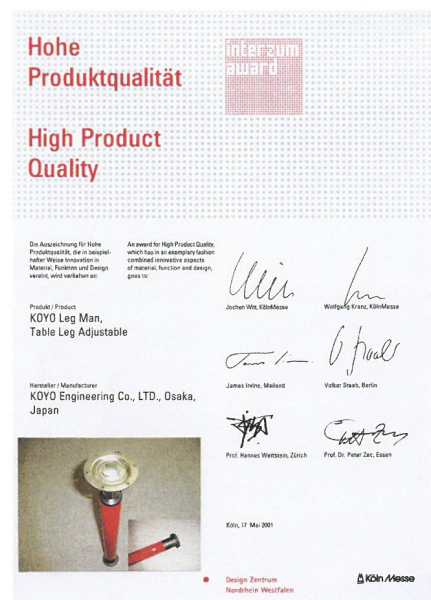 Hohe
Produktqualität
interzum
award
High Product
Quality
Die Auszeichnung für Hohe
Produktqualität, die in beispiel-
hafter Weise Innovation in
Material, Funktion und Design
vereint, wird verliehen an:
An award for High Product Quality,
which has in an exemplary fashion
combined innovative aspects
of material, function and design,
goes to:
Jochen Witt, KölnMesse
Wolfgang Kranz, KölnMesse
Produkt / Product
KOYO Leg Man,
Table Leg Adjustable
James Irvine, Mailand
Volker Staab, Berlin
Hersteller / Manufacturer
KOYO Engineering Co., LTD., Osaka,
Japan
Prof. Hannes Wettstein, Zürich
Prof. Dr. Peter Zec, Essen
Köln, 17 Mai 2001
Design Zentrum
Nordrhein Westfalen
Köln Messe